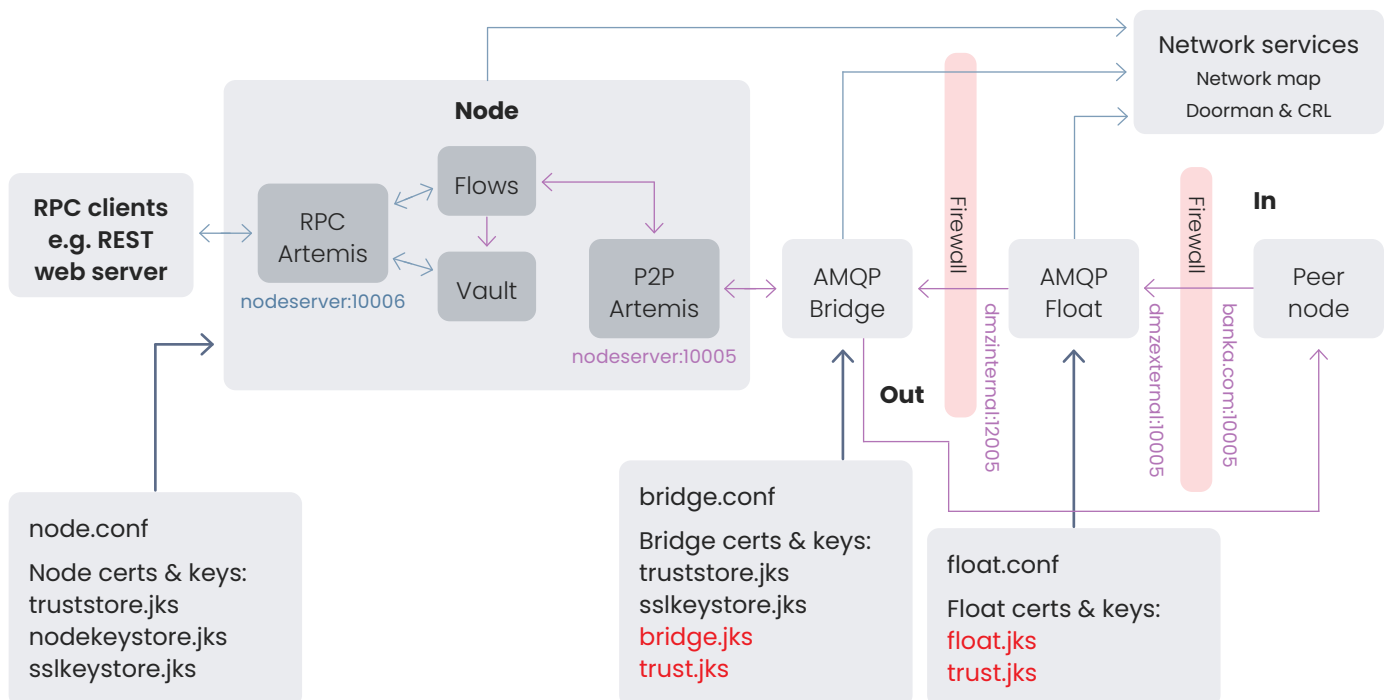 Network services
Network map
Doorman & CRL
Node
Flows
RPC clients
e.g. REST
web server
RPC
Artemis
Vault
nodeserver:10006
P2P
Artemis
nodeserver:10005
AMQP
Bridge
Firewall
dmzinternal:12005
AMQP
Float
Firewall
dmzexternal:10005
banka.com:10005
In
Peer
node
Out
node.conf
Node certs & keys:
truststore.jks
nodekeystore.jks
sslkeystore.jks
bridge.conf
Bridge certs & keys:
truststore.jks
sslkeystore.jks
bridge.jks
trust.jks
float.conf
Float certs & keys:
float.jks
trust.jks